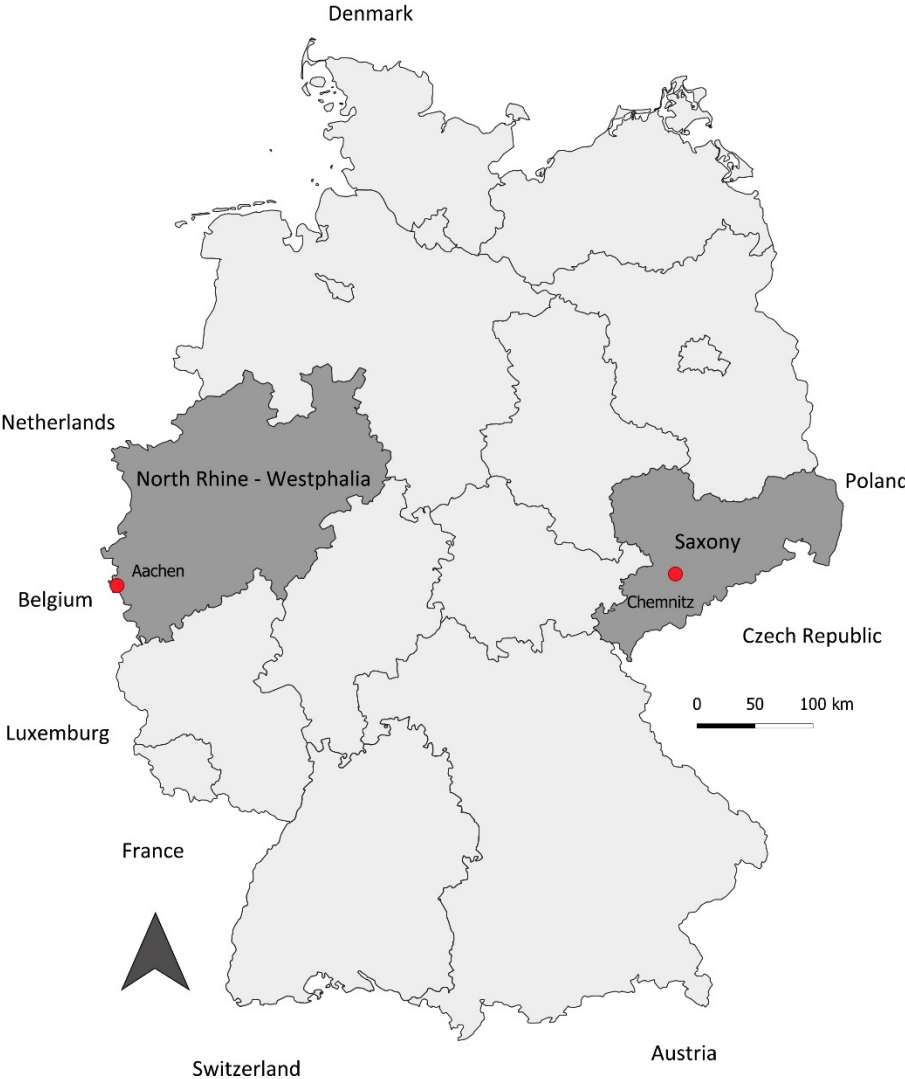 Denmark
Netherlands
North Rhine - Westphalia
Poland
Saxony
Aachen
Belgium
Chemnitz
Czech Republic
0 50 100 km
Luxemburg
France
Austria
Switzerland